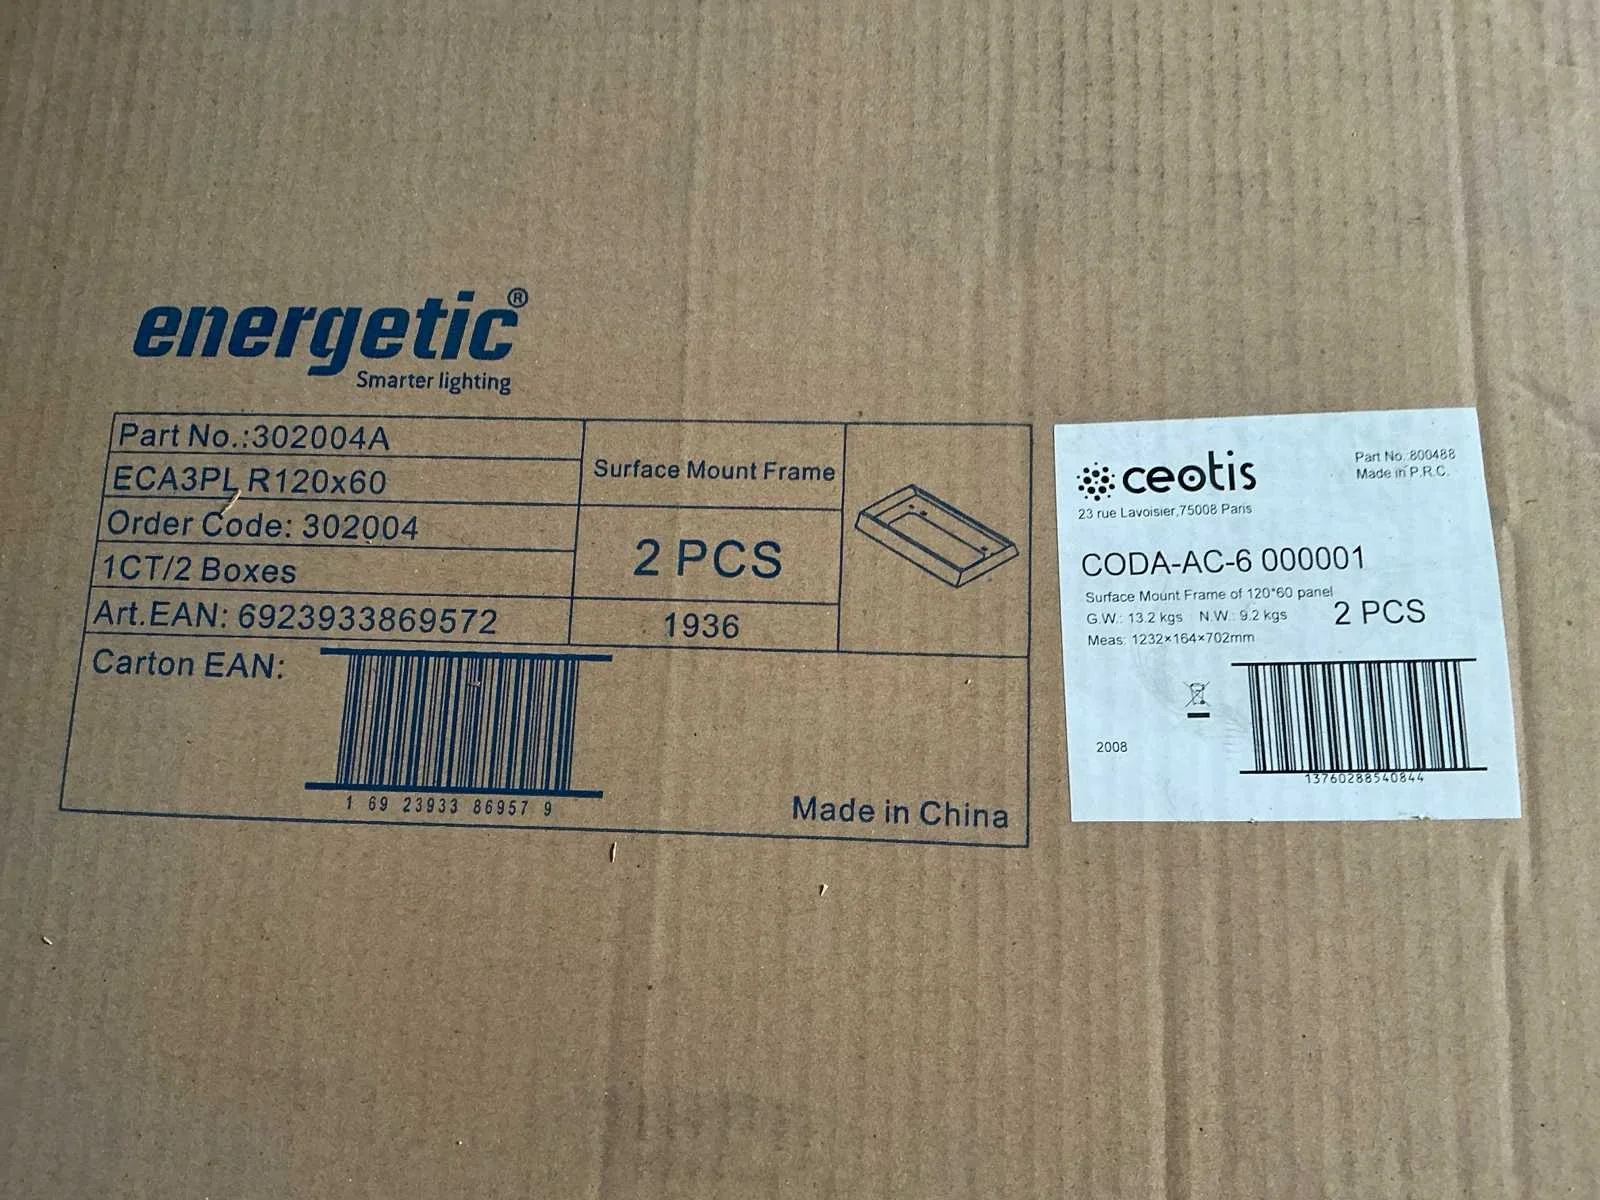 energetic®
Smarter lighting
Part No.:302004A
ECA3PL R120x60
Order Code: 302004
1CT/2 Boxes
Art.EAN: 6923933869572
Surface Mount Frame
2 PCS
1936
Carton EAN:
1 69 23933 86957 9
Made in China
ceotis
23 rue Lavoisier,75008 Paris
Part No.:800488
Made in P.R.C.
CODA-AC-6 000001
Surface Mount Frame of 120*60 panel
G.W.: 13.2 kgs N.W.: 9.2 kgs
2 PCS
Meas: 1232×164×702mm
2008
13760288540844